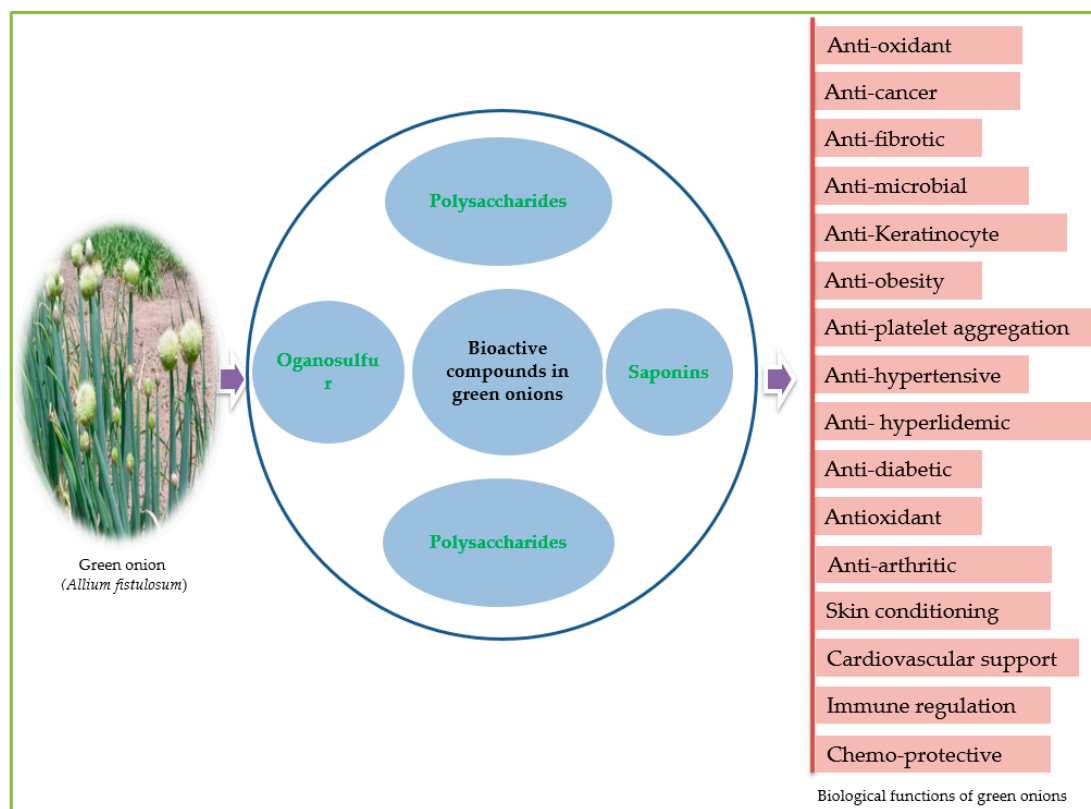 Green onion
(Allium fistusolum)
Polysaccharides
Oganosulfu
r
Bioactive
compounds in
green onions
Saponins
Polysaccharides
Anti-oxidant
Anti-cancer
Anti-fibrotic
Anti-microbial
Anti-Keratinocyte
Anti-obesity
Anti-platelet aggregation
Anti-hypertensive
Anti- hyperlidemic
Anti-diabetic
Antioxidant
Anti-arthritic
Skin conditioning
Cardiovascular support
Immune regulation
Chemo-protective
Biological functions of green onions